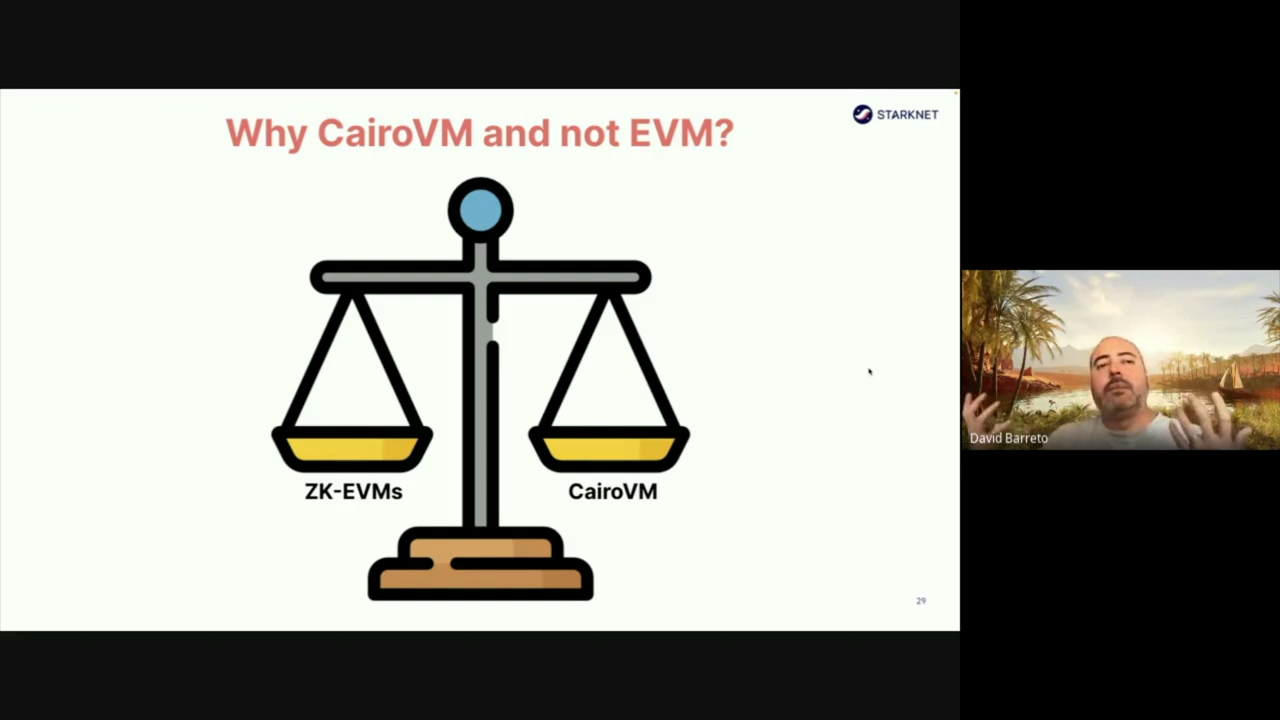 Why CairoVM and not EVM?
STARKNET
ZK-EVMs
CairoVM
29
David Barreto